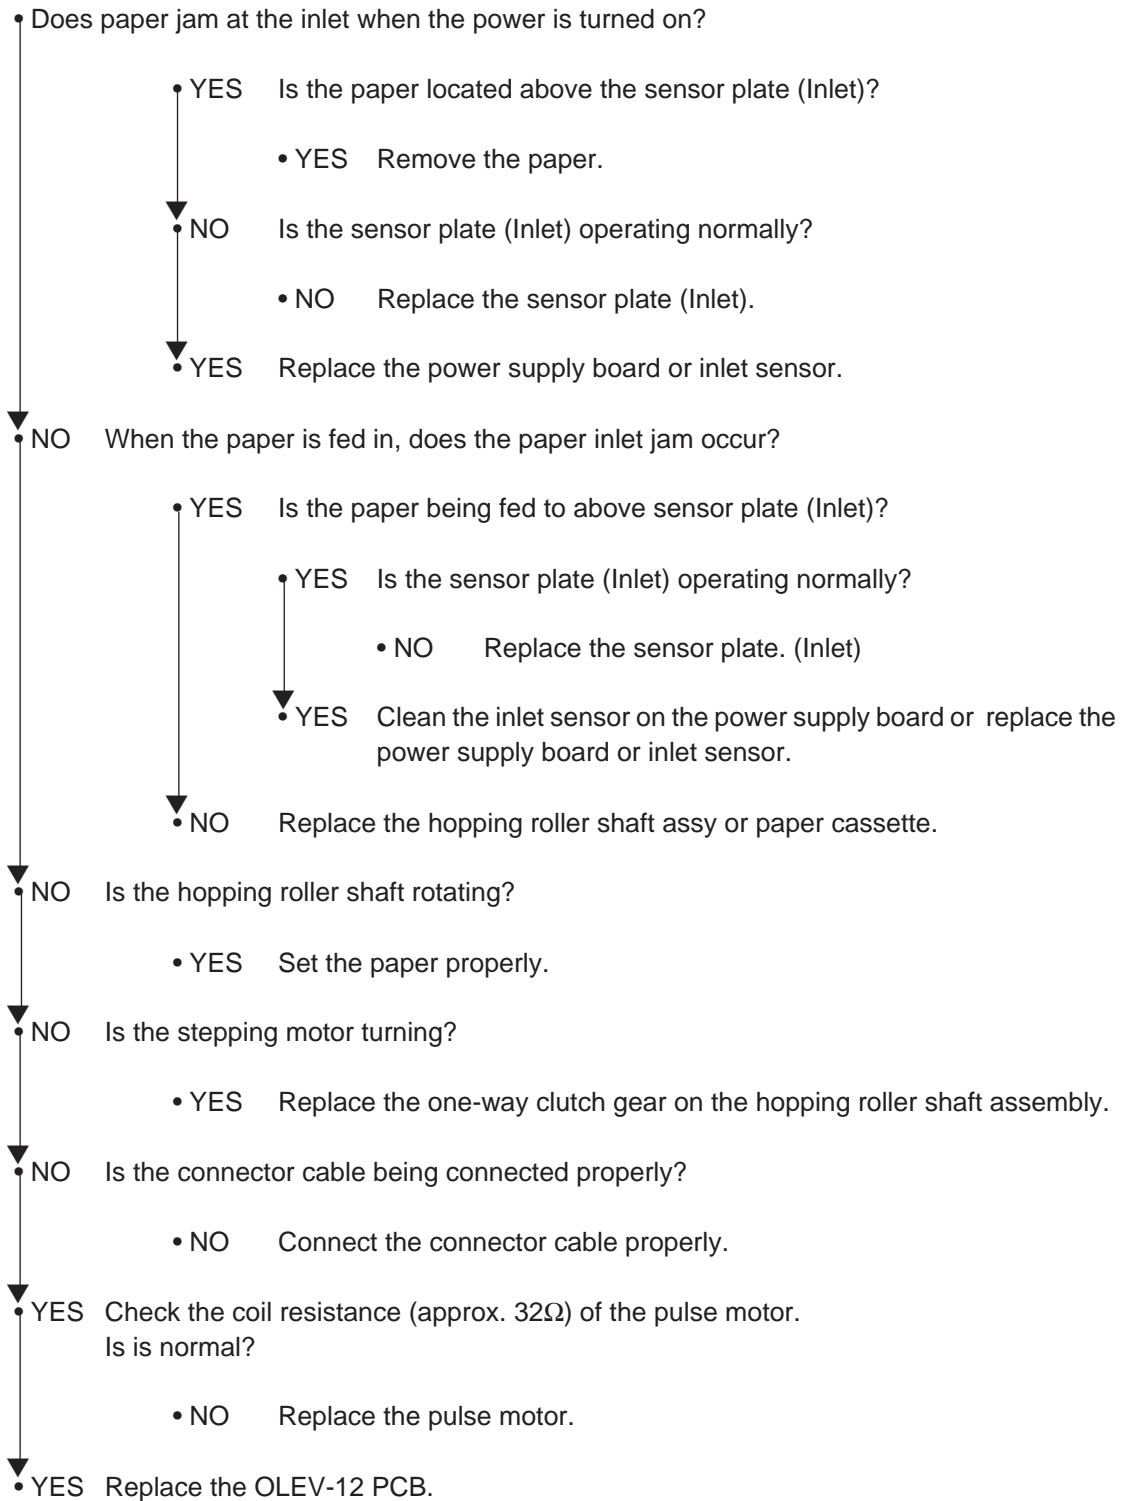 • Does paper jam at the inlet when the power is turned on?
• YES Is the paper located above the sensor plate (Inlet)?
• YES Remove the paper.
• NO Is the sensor plate (Inlet) operating normally?
• NO Replace the sensor plate (Inlet).
• YES Replace the power supply board or inlet sensor.
• NO When the paper is fed in, does the paper inlet jam occur?
• YES Is the paper being fed to above sensor plate (Inlet)?
• YES Is the sensor plate (Inlet) operating normally?
• NO Replace the sensor plate. (Inlet)
• YES Clean the inlet sensor on the power supply board or replace the
power supply board or inlet sensor.
• NO Replace the hopping roller shaft assy or paper cassette.
• NO Is the hopping roller shaft rotating?
• YES Set the paper properly.
• NO Is the stepping motor turning?
• YES Replace the one-way clutch gear on the hopping roller shaft assembly.
• NO Is the connector cable being connected properly?
• NO Connect the connector cable properly.
• YES Check the coil resistance (approx. 32Ω) of the pulse motor.
Is is normal?
• NO Replace the pulse motor.
• YES Replace the OLEV-12 PCB.